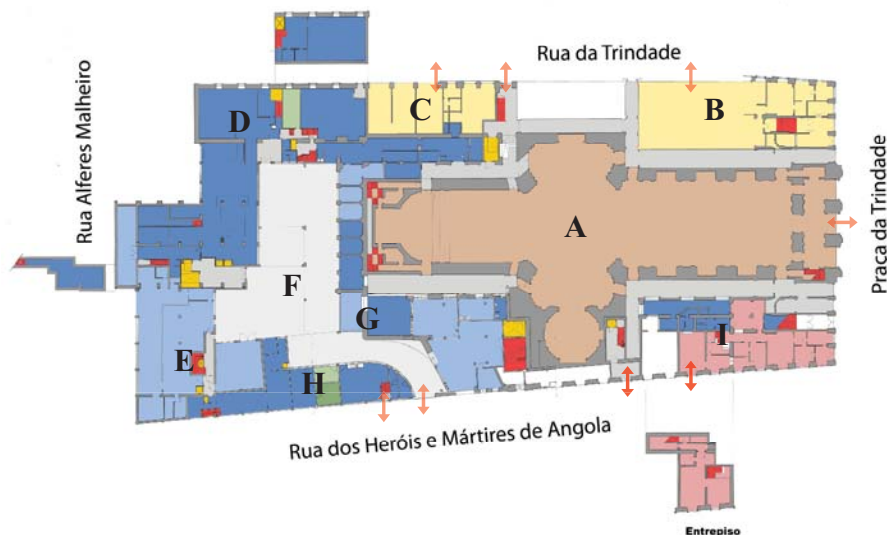 Rua da Trindade
C
B
D
Rua Alferes Malheiro
A
Praca da Trindade
F
G
I
E
H
Rua dos Heróis e Mártires de Angola
Entrepiso